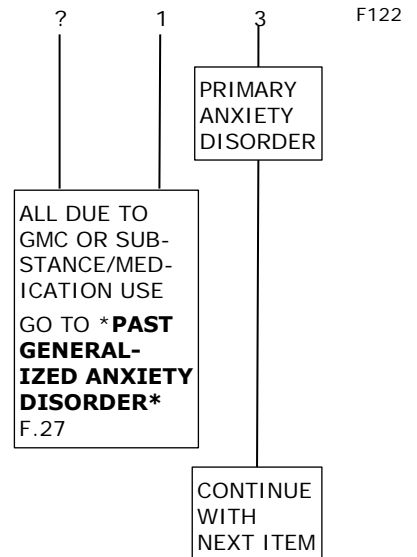 ? 1 3 F122
PRIMARY
ANXIETY
DISORDER
ALL DUE TO
GMC OR SUB-
STANCE/MED-
ICATION USE
GO TO *PAST
GENERAL-
IZED ANXIETY
DISORDER*
F.27
CONTINUE
WITH
NEXT ITEM